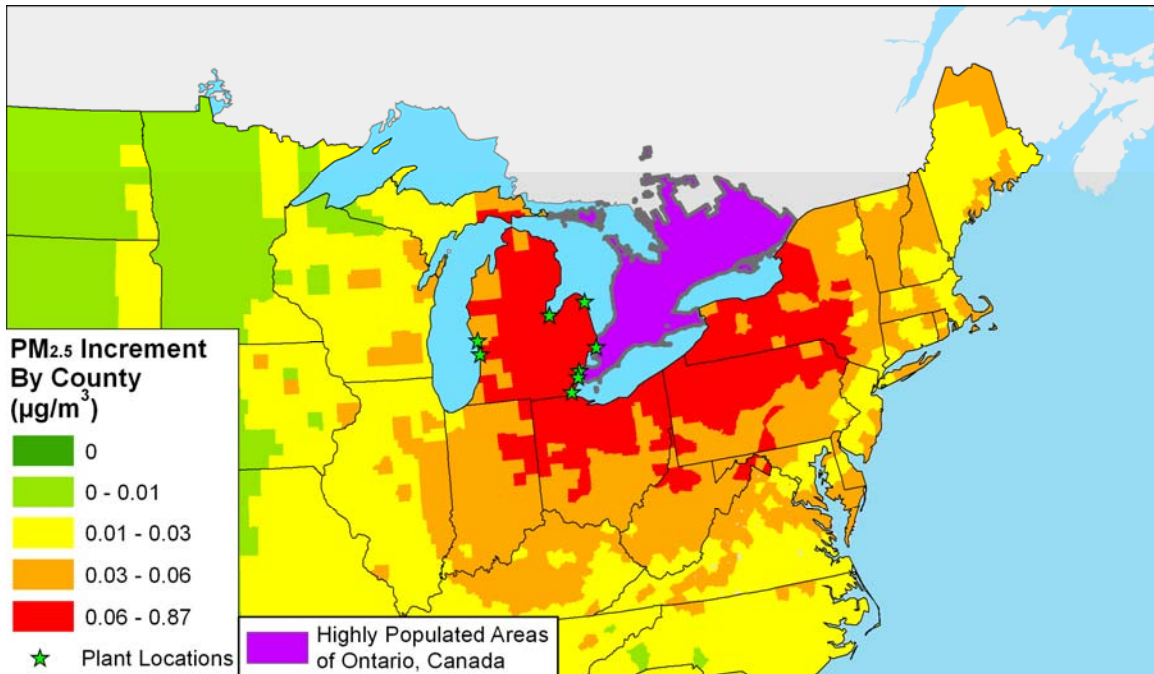 PM2.5 Increment
By County
(µg/m³)
0
0 - 0.01
0.01 - 0.03
0.03 - 0.06
0.06 - 0.87
Plant Locations
Highly Populated Areas
of Ontario, Canada